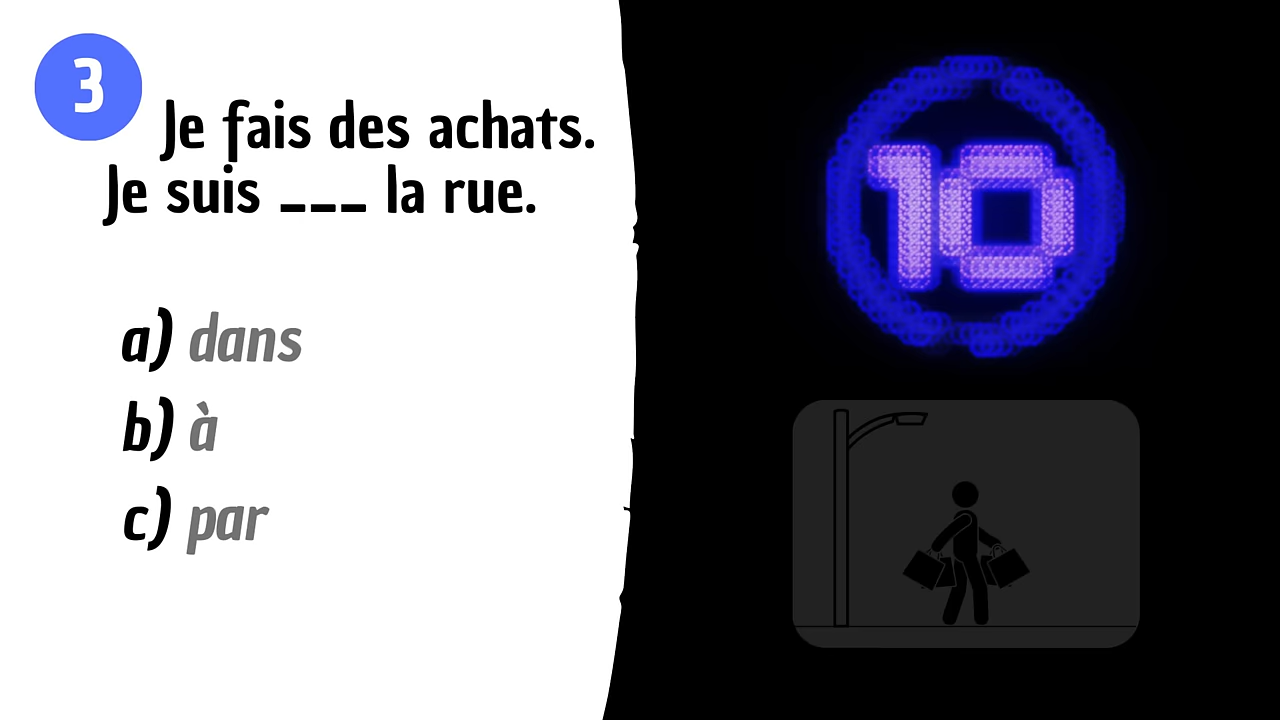 3
Je fais des achats.
Je suis ___ la rue.
a) dans
b) à
c) par
10